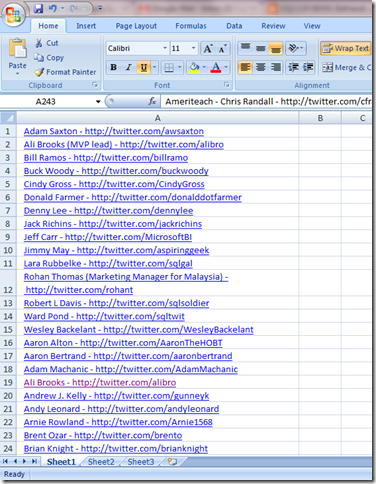 Home Insert Page Layout Formulas Data
Cut
Copy
Format Painter
Paste
Clipboard
Calibri 11
B I U
Font
Wrap Text
Merge & C
Alignment
A243 Ameriteach - Chris Randall - http://twitter.com/cfr
A B C
1 Adam Saxton - http://twitter.com/awsaxton
2 Ali Brooks (MVP lead) - http://twitter.com/alibro
3 Bill Ramos - http://twitter.com/billramo
4 Buck Woody - http://twitter.com/buckwoody
5 Cindy Gross - http://twitter.com/CindyGross
6 Donald Farmer - http://twitter.com/donalddotfarmer
7 Denny Lee - http://twitter.com/dennylee
8 Jack Richins - http://twitter.com/jackrichins
9 Jeff Carr - http://twitter.com/MicrosoftBI
10 Jimmy May - http://twitter.com/aspiringgeek
11 Lara Rubbelke - http://twitter.com/sqlgal
Rohan Thomas (Marketing Manager for Malaysia) -
12 http://twitter.com/rohant
13 Robert L Davis - http://twitter.com/sqlsoldier
14 Ward Pond - http://twitter.com/sqltwit
15 Wesley Backelant - http://twitter.com/WesleyBackelant
16 Aaron Alton - http://twitter.com/AaronTheHOBT
17 Aaron Bertrand - http://twitter.com/aaronbertrand
18 Adam Machanic - http://twitter.com/AdamMachanic
19 Ali Brooks - http://twitter.com/alibro
20 Andrew J. Kelly - http://twitter.com/gunneyk
21 Andy Leonard - http://twitter.com/andyleonard
22 Arnie Rowland - http://twitter.com/Arnie1568
23 Brent Ozar - http://twitter.com/brento
24 Brian Knight - http://twitter.com/brianknight
Sheet1 Sheet2 Sheet3